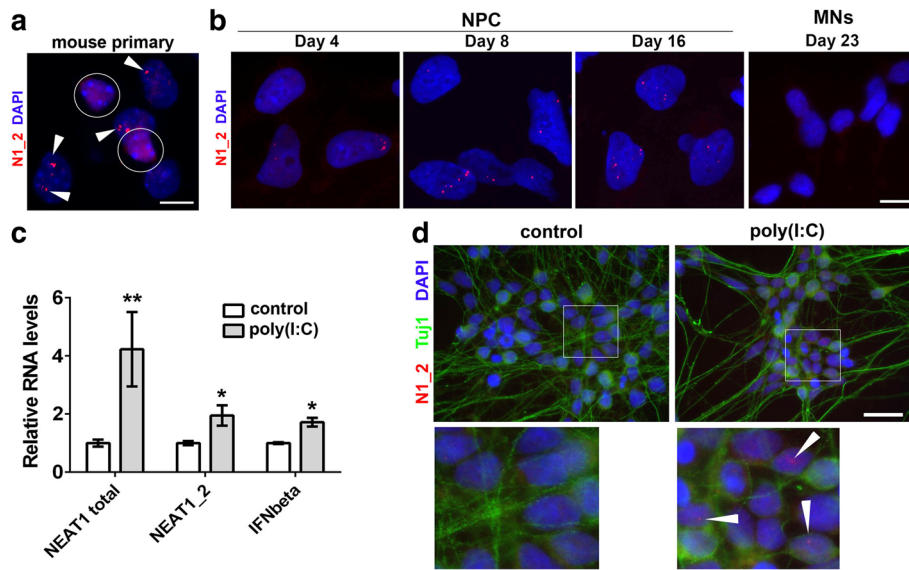 a
mouse primary
N1_2 DAPI
b
NPC
MNs
Day 4
Day 8
Day 16
Day 23
N1_2 DAPI
c
Relative RNA levels
6
4
2
0
**
*
*
control
poly(I:C)
NEAT1 total
NEAT1_2
IFNbeta
d
control
poly(I:C)
N1_2 Tuj1 DAPI